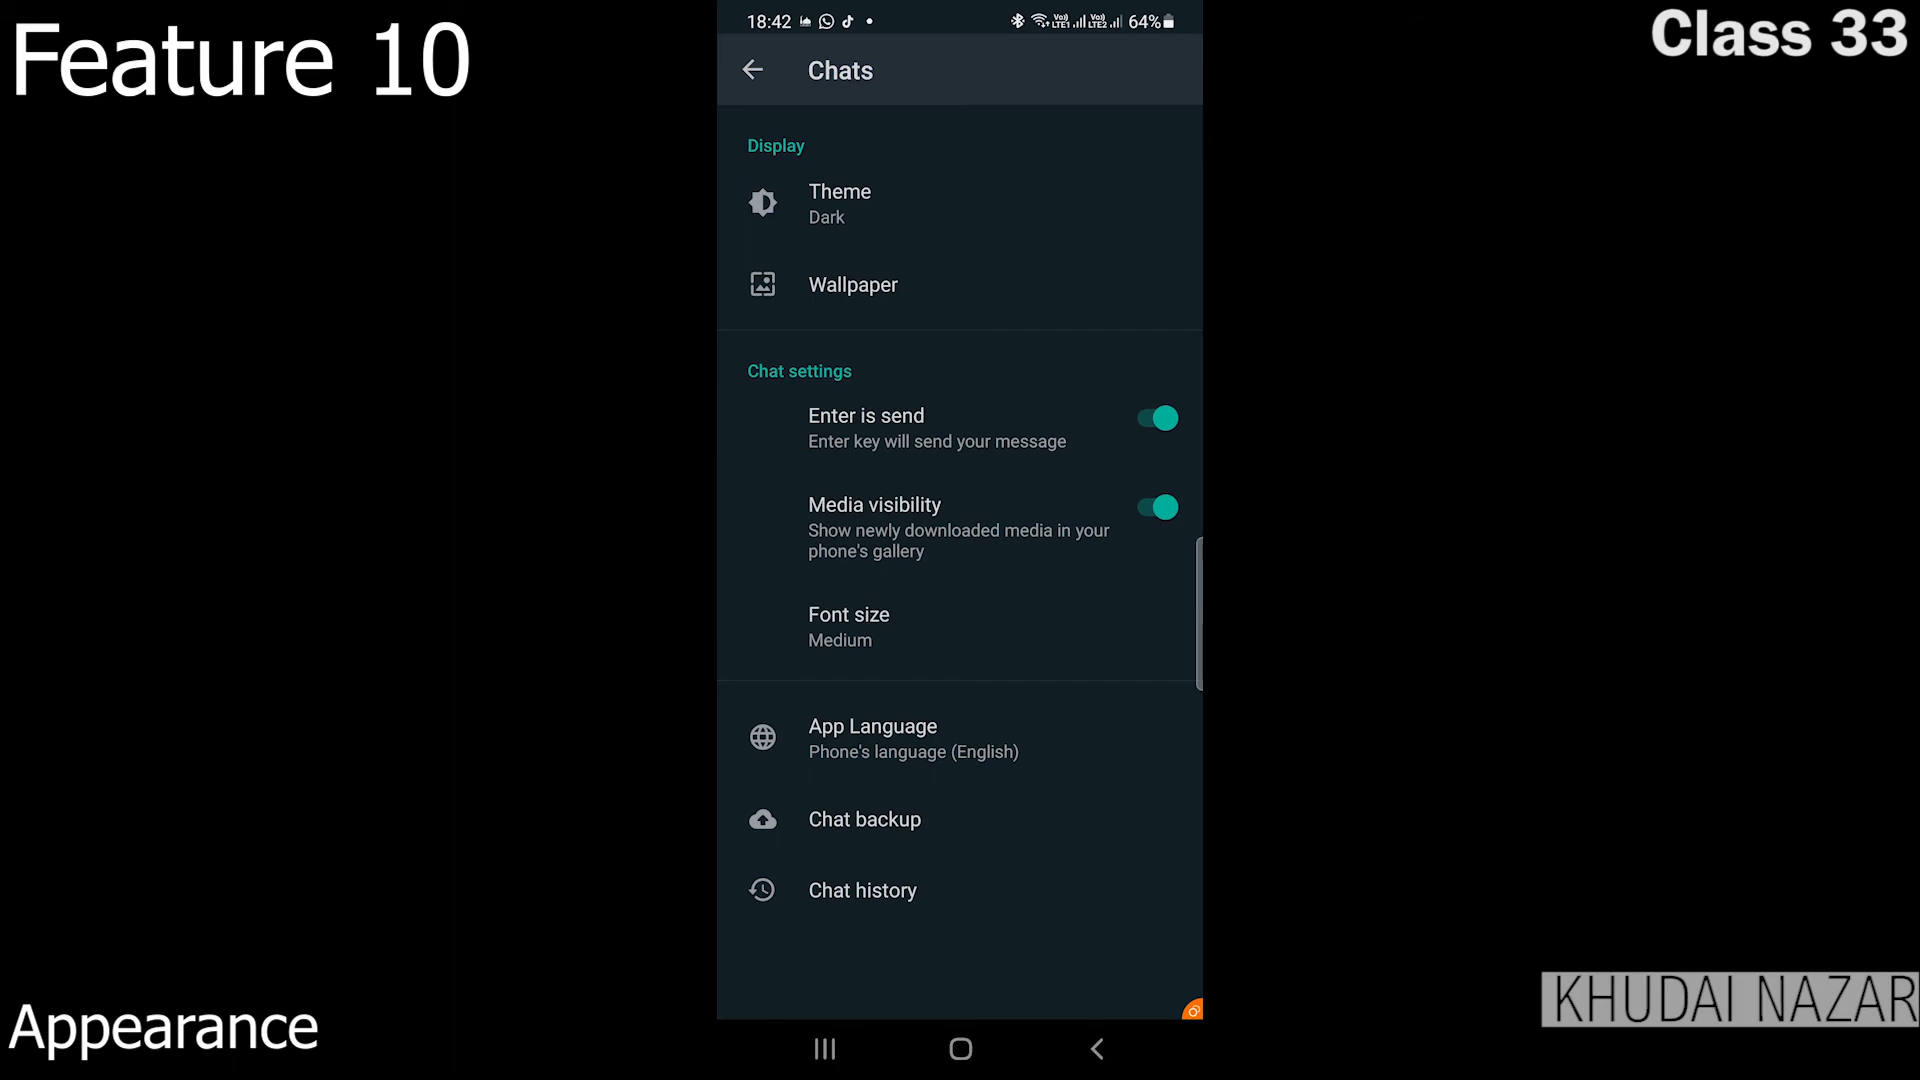 Feature 10
Class 33
18:42
64%
Chats
Display
Theme
Dark
Wallpaper
Chat settings
Enter is send
Enter key will send your message
Media visibility
Show newly downloaded media in your
phone's gallery
Font size
Medium
App Language
Phone's language (English)
Chat backup
Chat history
Appearance
KHUDAI NAZAR